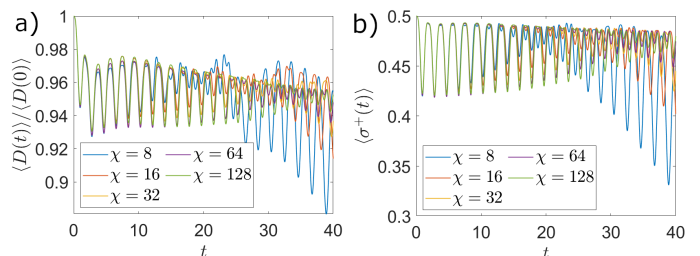 a)
1
0.98
0.96
0.94
0.92
0.9
⟨D(t)⟩/⟨D(0)⟩
χ = 8 χ = 64
χ = 16 χ = 128
χ = 32
0 10 20 30 40
t
b)
0.5
0.45
0.4
0.35
0.3
⟨σ⁺(t)⟩
χ = 8 χ = 64
χ = 16 χ = 128
χ = 32
0 10 20 30 40
t